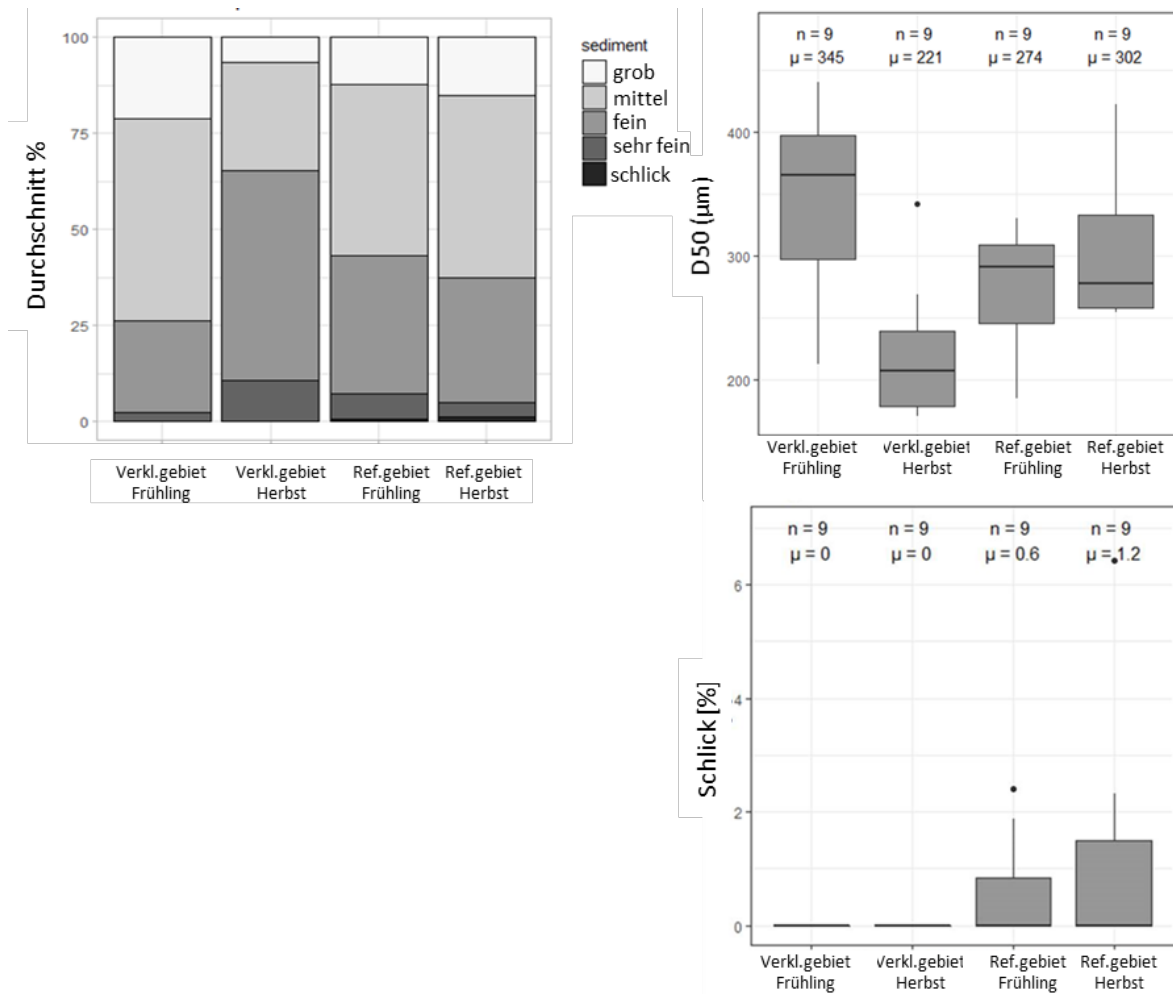 Durchschnitt %
100
75
50
25
0
Verkl.gebiet Frühling
Verkl.gebiet Herbst
Ref.gebiet Frühling
Ref.gebiet Herbst
sediment
grob
mittel
fein
sehr fein
schlick
D50 (µm)
400
300
200
n = 9 n = 9 n = 9 n = 9
µ = 345 µ = 221 µ = 274 µ = 302
Verkl.gebiet Frühling
Verkl.gebiet Herbst
Ref.gebiet Frühling
Ref.gebiet Herbst
Schlick [%]
6
4
2
0
n = 9 n = 9 n = 9 n = 9
µ = 0 µ = 0 µ = 0.6 µ = 1.2
Verkl.gebiet Frühling
Verkl.gebiet Herbst
Ref.gebiet Frühling
Ref.gebiet Herbst